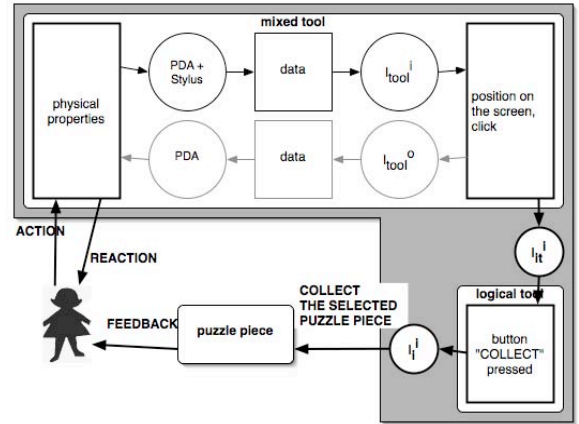 mixed tool
physical
properties
PDA +
Stylus
data
I tool i
position on
the screen,
click
PDA
data
I tool o
ACTION
REACTION
I it i
logical tool
COLLECT
THE SELECTED
PUZZLE PIECE
FEEDBACK
puzzle piece
I i i
button
"COLLECT"
pressed